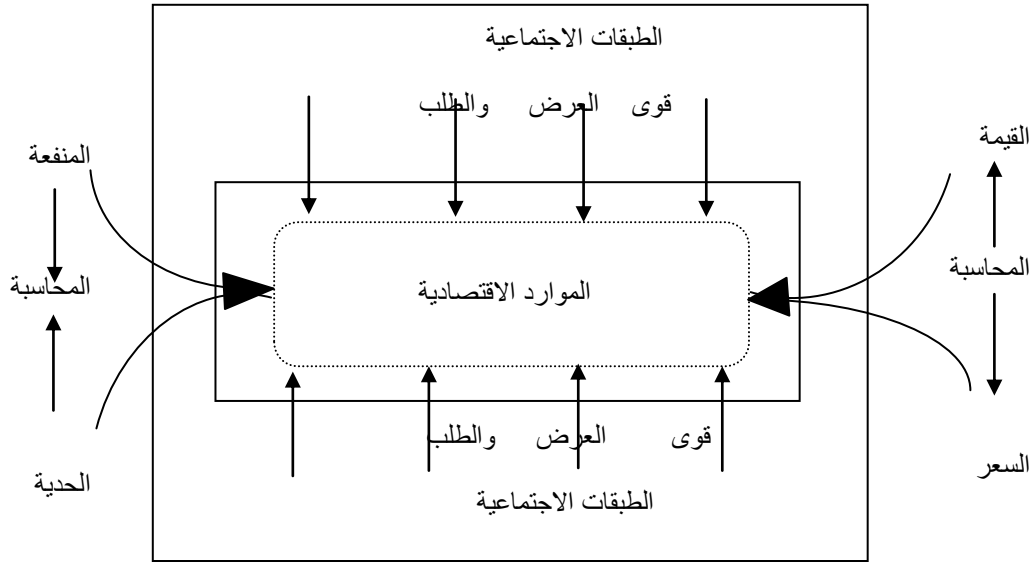 الطبقات الاجتماعية
قوى العرض والطلب
القيمة
المنفعة
المحاسبة
المحاسبة
الموارد الاقتصادية
قوى العرض والطلب
السعر
الحدية
الطبقات الاجتماعية